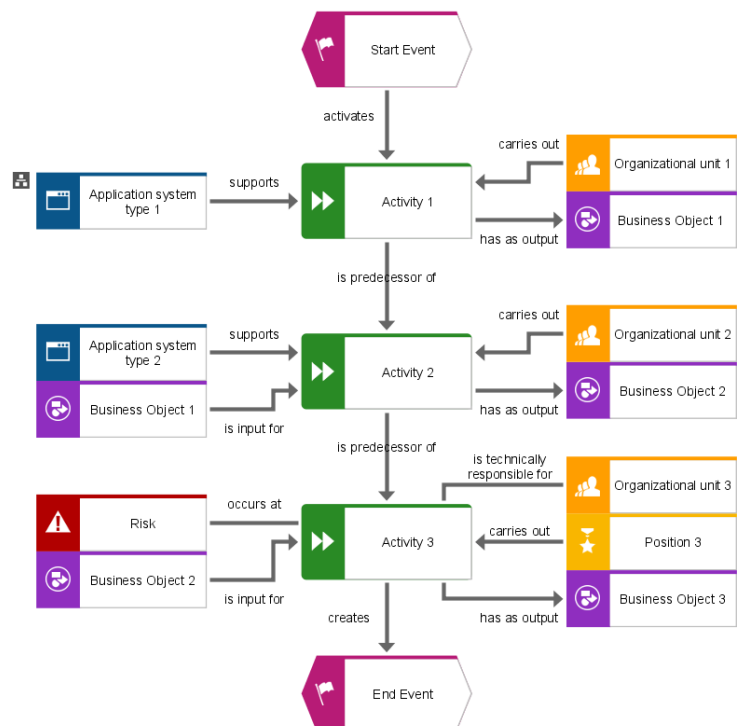 Start Event
activates
carries out
Application system
type 1
supports
Activity 1
Organizational unit 1
has as output
Business Object 1
is predecessor of
carries out
Application system
type 2
supports
Activity 2
Organizational unit 2
Business Object 1
is input for
has as output
Business Object 2
is predecessor of
is technically
responsible for
Organizational unit 3
Risk
occurs at
Activity 3
carries out
Position 3
Business Object 2
is input for
creates
has as output
Business Object 3
End Event